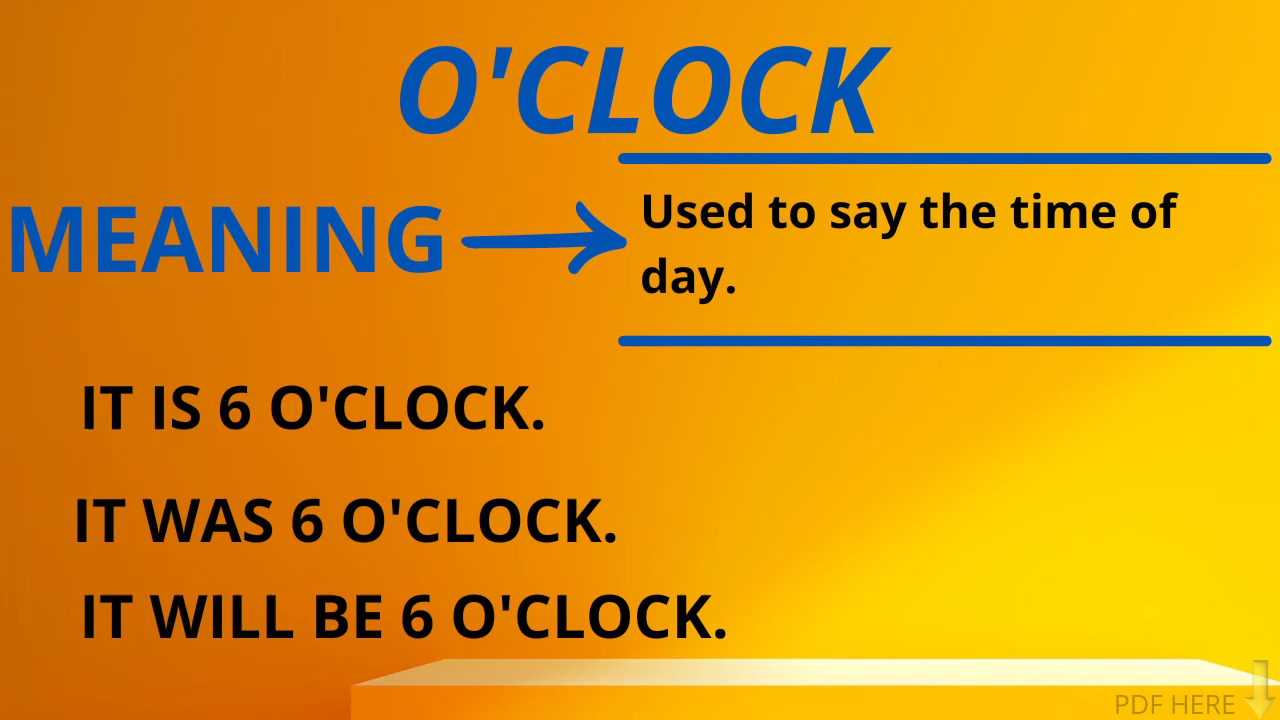 O'CLOCK
MEANING
Used to say the time of
day.
IT IS 6 O'CLOCK.
IT WAS 6 O'CLOCK.
IT WILL BE 6 O'CLOCK.
PDF HERE